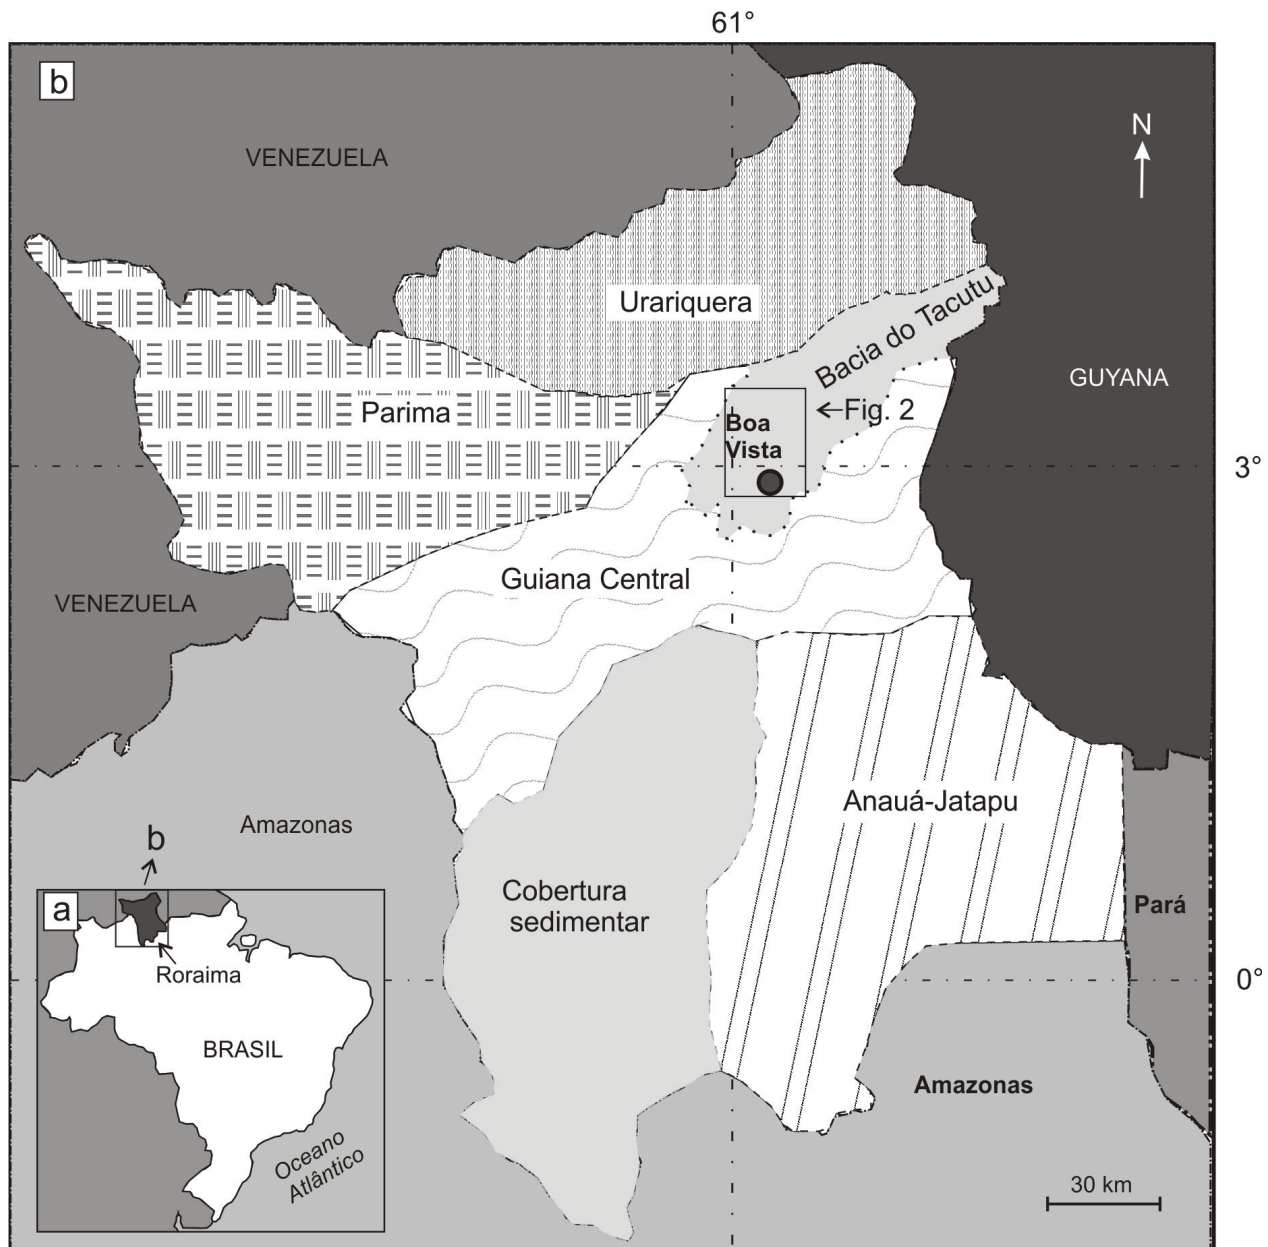 61°
b
N
VENEZUELA
Urariquera
Bacia do Tacutu
GUYANA
Parima
Fig. 2
Boa
Vista
3°
Guiana Central
VENEZUELA
Anauá-Jatapu
Amazonas
b
Cobertura
sedimentar
Pará
a
Roraima
0°
BRASIL
Amazonas
Oceano
Atlântico
30 km